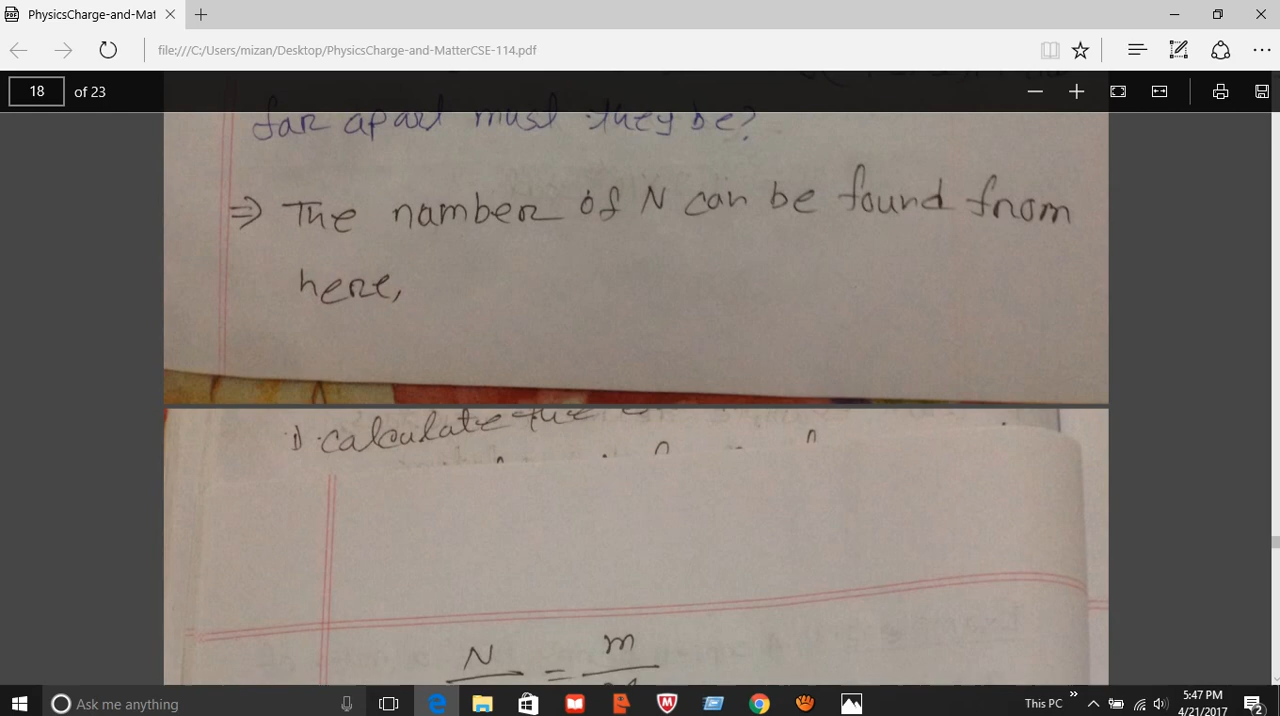 PhysicsCharge-and-Mat
file:///C:/Users/mizan/Desktop/PhysicsCharge-and-MatterCSE-114.pdf
18 of 23
far apart must they be?
⇒ The namber of N can be found from
here,
1) calculate the
N = m
Ask me anything
This PC
5:47 PM
4/21/2017
2